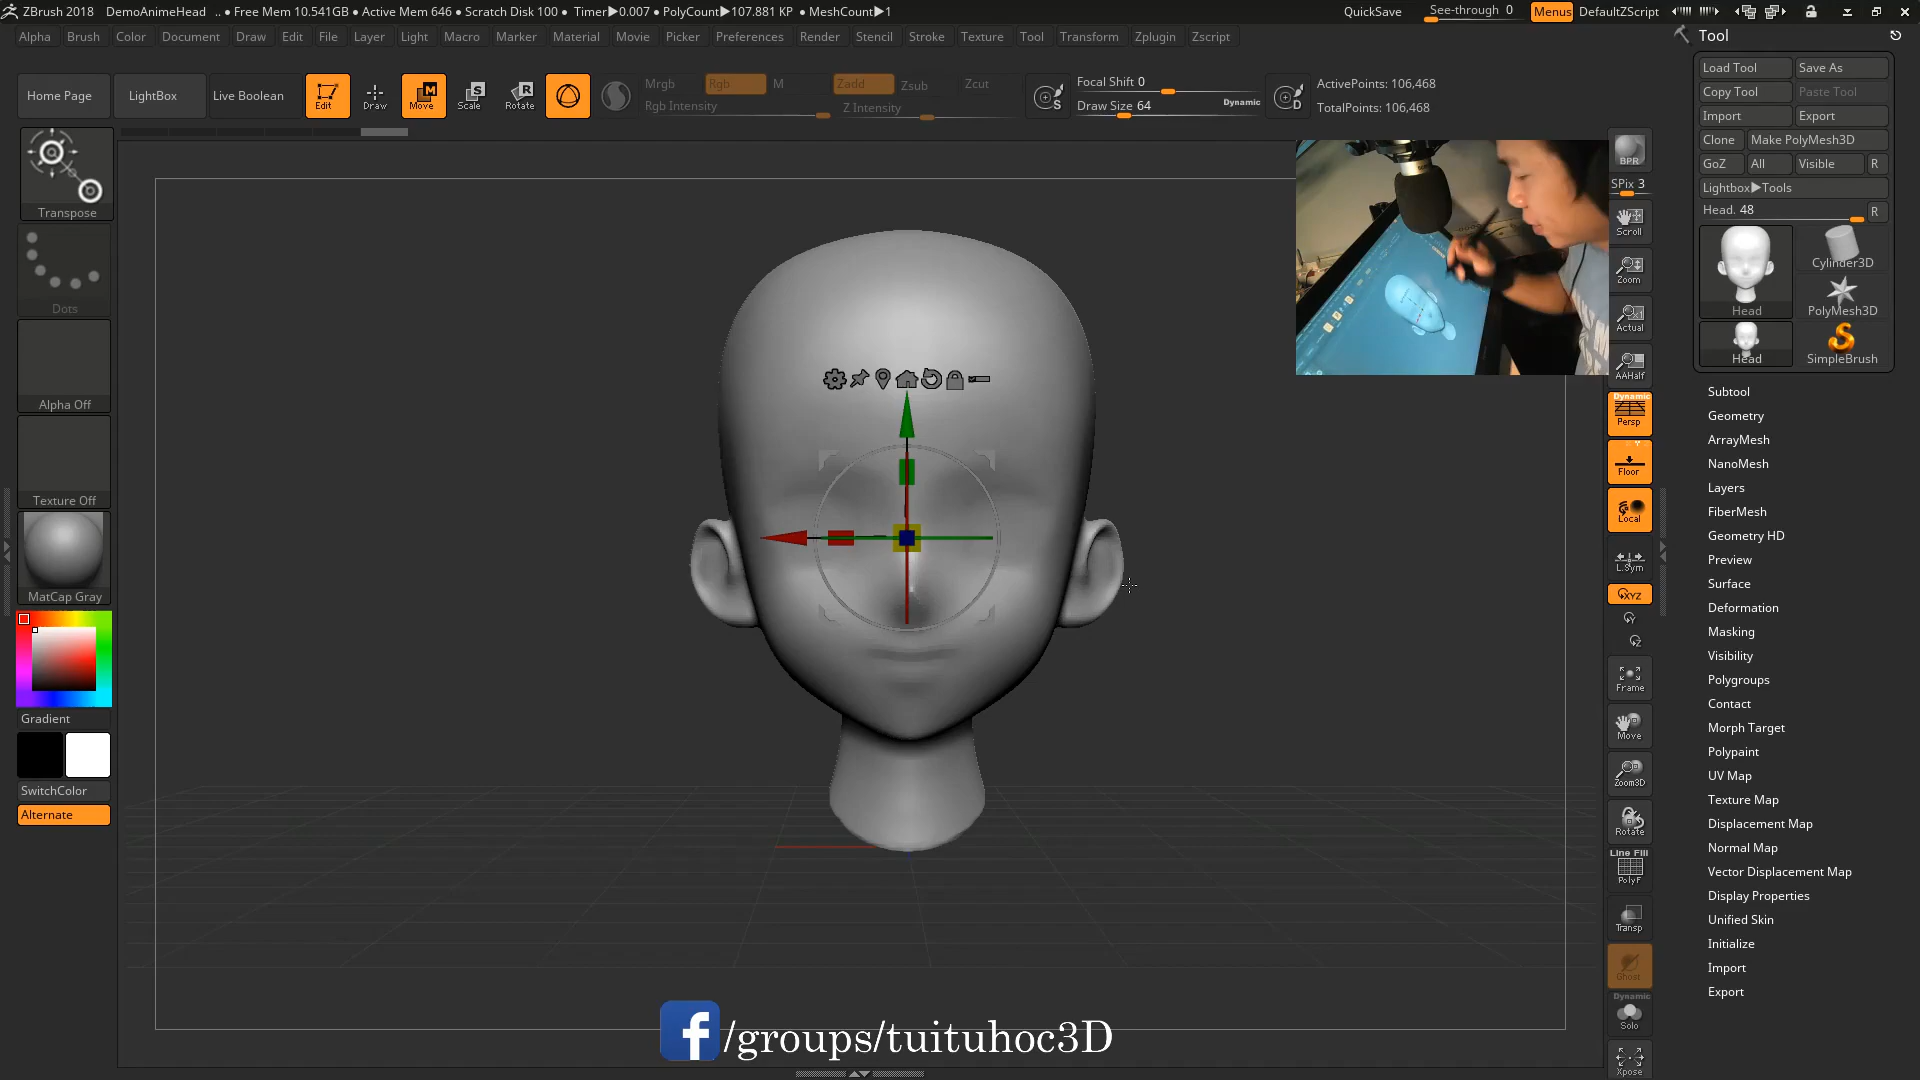 ZBrush 2018 DemoAnimeHead .. ● Free Mem 10.541GB ● Active Mem 646 ● Scratch Disk 100 ● Timer▶0.007 ● PolyCount▶107.881 KP ● MeshCount▶1 QuickSave See-through 0 Menus DefaultZScript
Alpha Brush Color Document Draw Edit File Layer Light Macro Marker Material Movie Picker Preferences Render Stencil Stroke Texture Tool Transform Zplugin Zscript
Home Page LightBox Live Boolean Edit Draw Move Scale Rotate
Mrgb Rgb M Zadd Zsub Zcut
Rgb Intensity Z Intensity
Focal Shift 0
Draw Size 64 Dynamic
ActivePoints: 106,468
TotalPoints: 106,468
Transpose
Dots
Alpha Off
Texture Off
MatCap Gray
Gradient
SwitchColor
Alternate
BPR
SPix 3
Scroll
Zoom
Actual
AAHalf
Dynamic
Persp
Floor
Local
L.Sym
XYZ
Y
Z
Frame
Move
Zoom3D
Rotate
Line Fill
PolyF
Transp
Ghost
Dynamic
Solo
Xpose
Tool
Load Tool Save As
Copy Tool Paste Tool
Import Export
Clone Make PolyMesh3D
GoZ All Visible R
Lightbox▶Tools
Head. 48 R
Head Cylinder3D
PolyMesh3D
Head SimpleBrush
Subtool
Geometry
ArrayMesh
NanoMesh
Layers
FiberMesh
Geometry HD
Preview
Surface
Deformation
Masking
Visibility
Polygroups
Contact
Morph Target
Polypaint
UV Map
Texture Map
Displacement Map
Normal Map
Vector Displacement Map
Display Properties
Unified Skin
Initialize
Import
Export
f/groups/tuituhoc3D